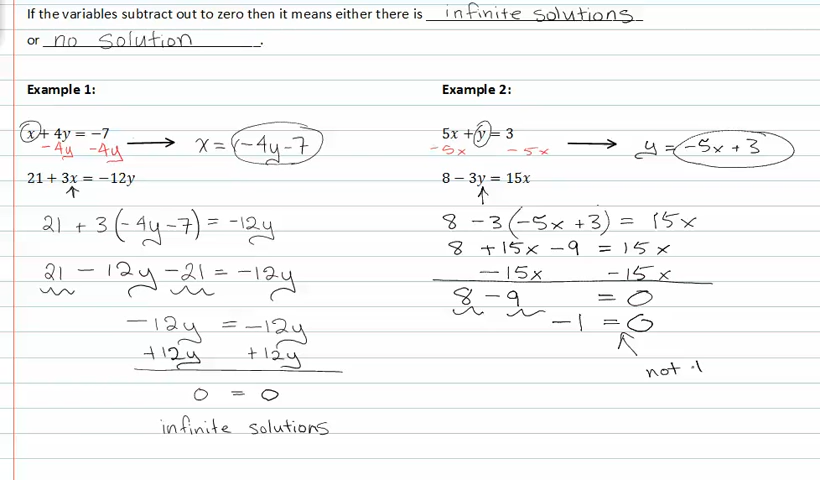 If the variables subtract out to zero then it means either there is infinite solutions
or no solution.
Example 1:
x + 4y = −7
−4y −4y
x = −4y − 7
21 + 3x = −12y
21 + 3(−4y − 7) = −12y
21 − 12y − 21 = −12y
−12y = −12y
+12y +12y
0 = 0
infinite solutions
Example 2:
5x + y = 3
−5x −5x
y = −5x + 3
8 − 3y = 15x
8 − 3(−5x + 3) = 15x
8 + 15x − 9 = 15x
−15x −15x
8 − 9 = 0
−1 = 0
not